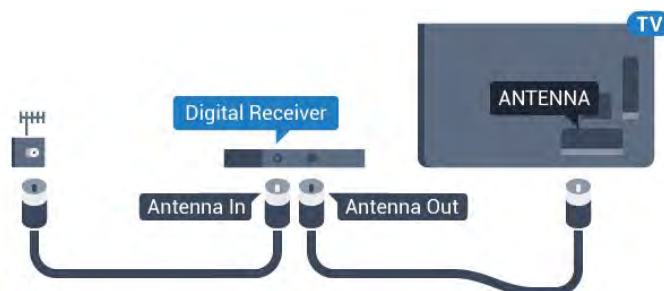 TV
ANTENNA
Digital Receiver
Antenna In
Antenna Out